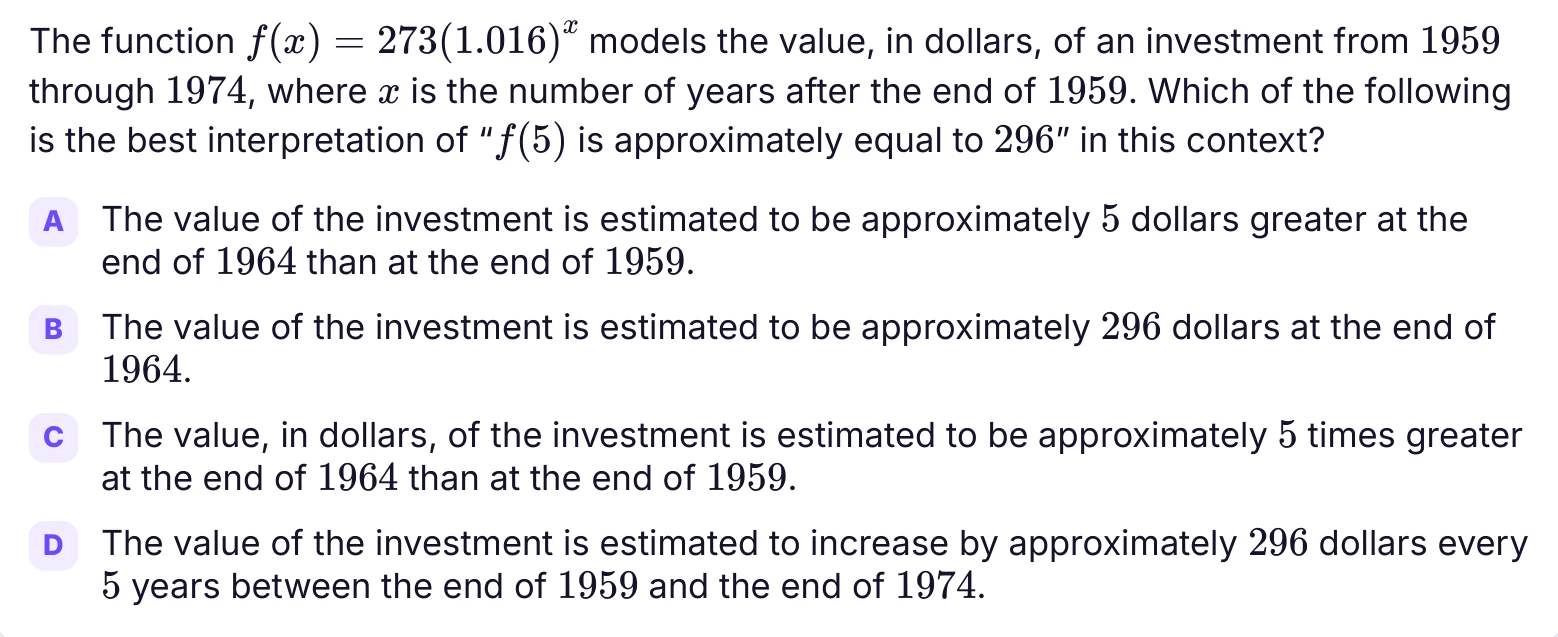 The function f(x) = 273(1.016)^x models the value, in dollars, of an investment from 1959
through 1974, where x is the number of years after the end of 1959. Which of the following
is the best interpretation of “f(5) is approximately equal to 296” in this context?
A The value of the investment is estimated to be approximately 5 dollars greater at the
end of 1964 than at the end of 1959.
B The value of the investment is estimated to be approximately 296 dollars at the end of
1964.
C The value, in dollars, of the investment is estimated to be approximately 5 times greater
at the end of 1964 than at the end of 1959.
D The value of the investment is estimated to increase by approximately 296 dollars every
5 years between the end of 1959 and the end of 1974.